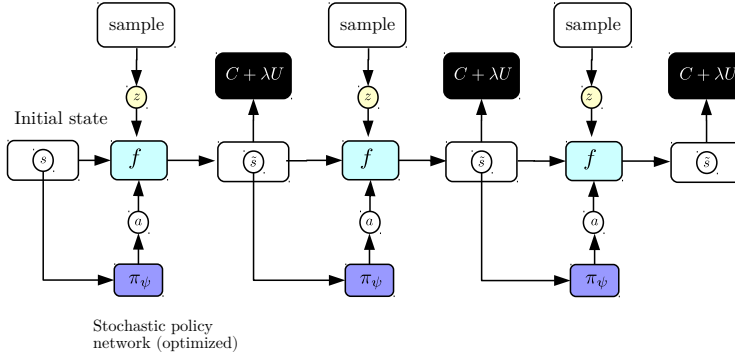 sample
sample
sample
C + λU
C + λU
C + λU
z
z
z
Initial state
s
f
s̃
f
s̃
f
s̃
a
a
a
π_ψ
π_ψ
π_ψ
Stochastic policy
network (optimized)